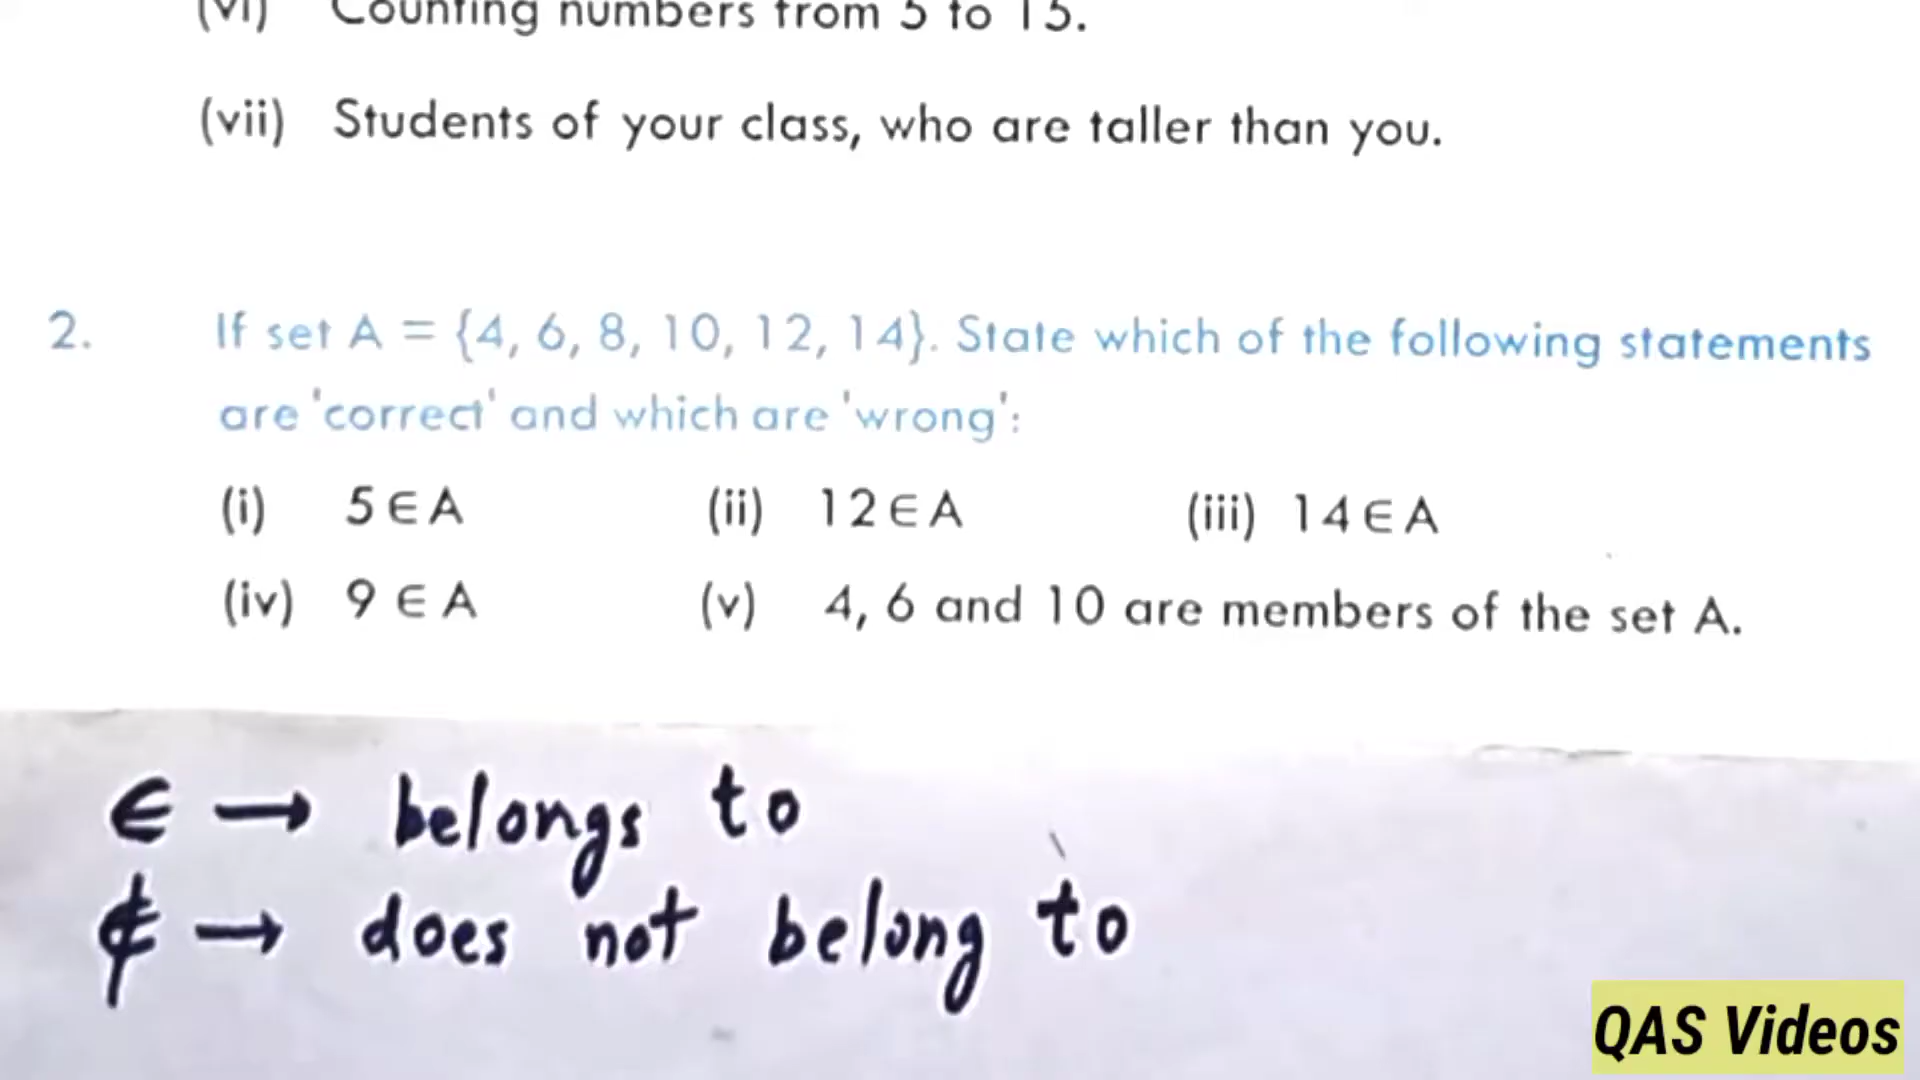 (vi) Counting numbers from 5 to 15.
(vii) Students of your class, who are taller than you.
2. If set A = {4, 6, 8, 10, 12, 14}. State which of the following statements
are 'correct' and which are 'wrong':
(i) 5 ∈ A (ii) 12 ∈ A (iii) 14 ∈ A
(iv) 9 ∈ A (v) 4, 6 and 10 are members of the set A.
∈ → belongs to
∉ → does not belong to
QAS Videos